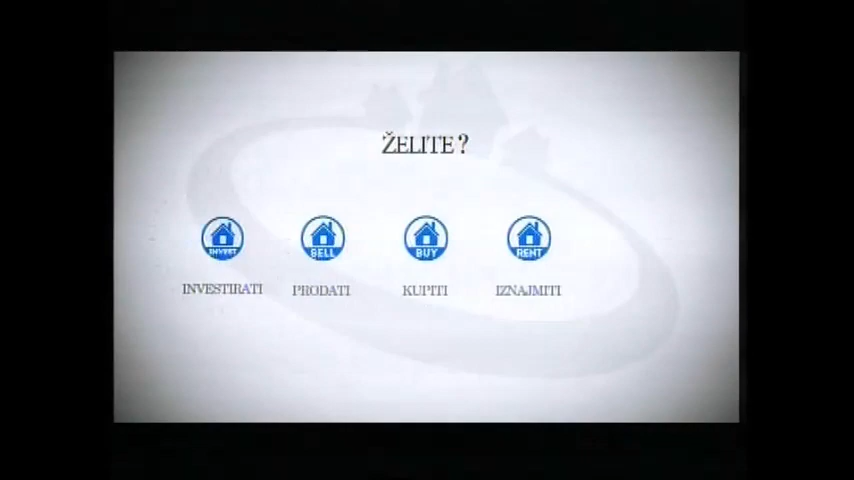 ŽELITE?
INVEST SELL BUY RENT
INVESTIRATI PRODATI KUPITI IZNAJMITI